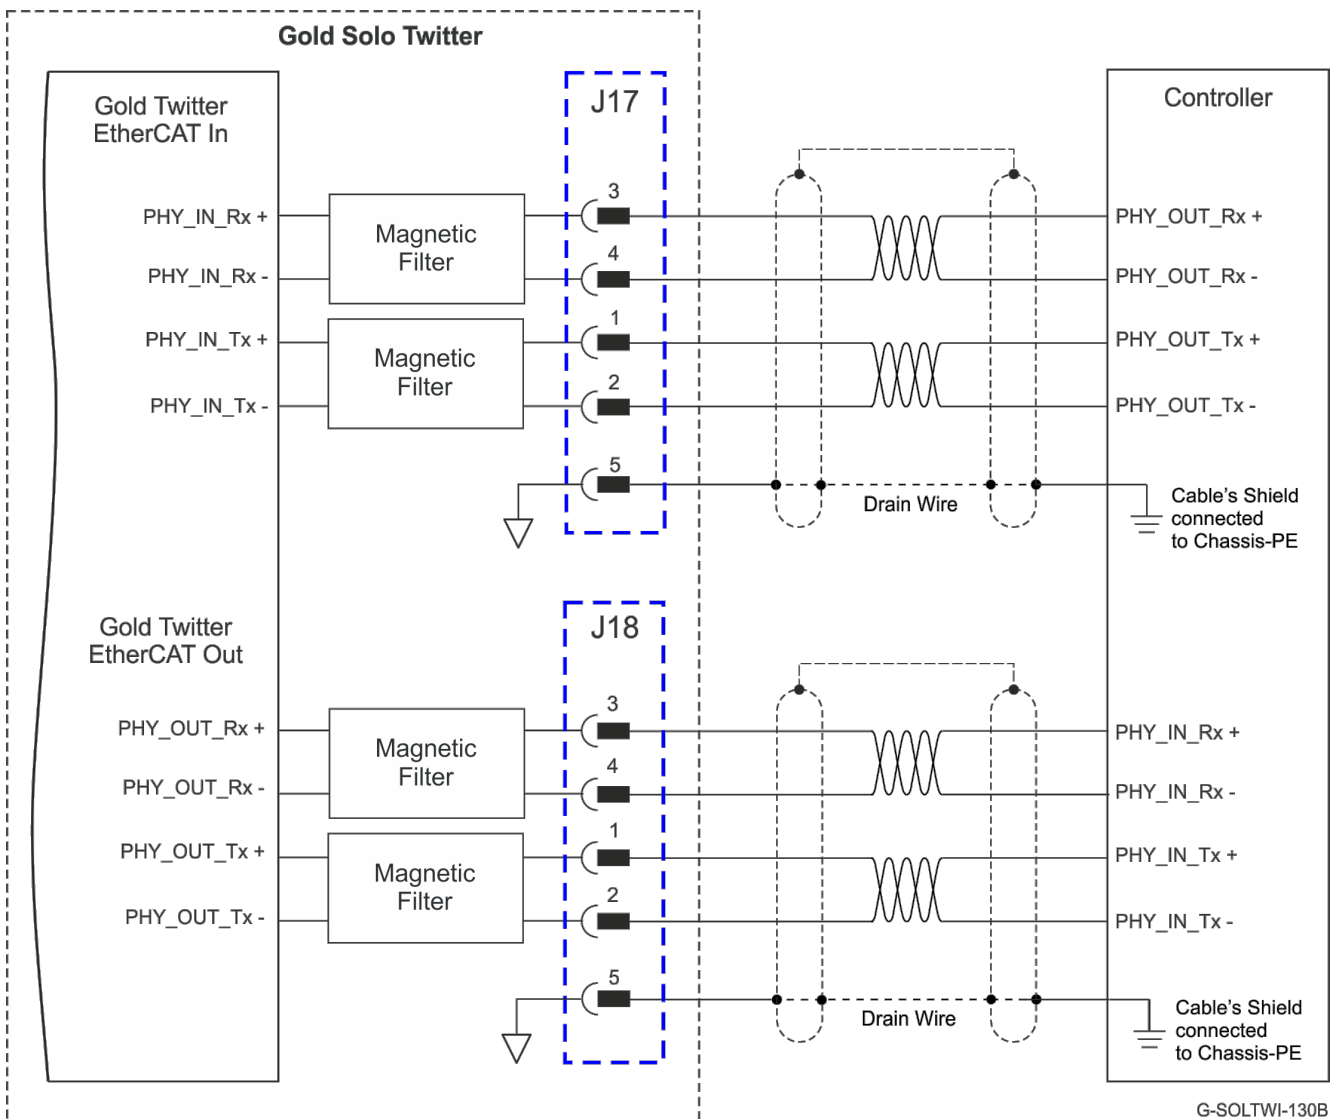 Gold Solo Twitter
Gold Twitter
EtherCAT In
J17
Controller
PHY_IN_Rx +
Magnetic
Filter
3
PHY_OUT_Rx +
PHY_IN_Rx -
4
PHY_OUT_Rx -
PHY_IN_Tx +
Magnetic
Filter
1
PHY_OUT_Tx +
PHY_IN_Tx -
2
PHY_OUT_Tx -
5
Drain Wire
Cable's Shield
connected
to Chassis-PE
Gold Twitter
EtherCAT Out
J18
PHY_OUT_Rx +
Magnetic
Filter
3
PHY_IN_Rx +
PHY_OUT_Rx -
4
PHY_IN_Rx -
PHY_OUT_Tx +
Magnetic
Filter
1
PHY_IN_Tx +
PHY_OUT_Tx -
2
PHY_IN_Tx -
5
Drain Wire
Cable's Shield
connected
to Chassis-PE
G-SOLTWI-130B